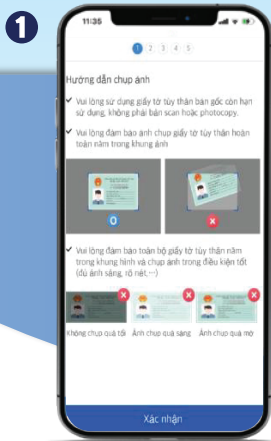 1
11:35
1 2 3 4 5
Hướng dẫn chụp ảnh
✓ Vui lòng sử dụng giấy tờ tùy thân bản gốc còn hạn
sử dụng, không phải bản scan hoặc photocopy.
✓ Vui lòng đảm bảo ảnh chụp giấy tờ tùy thân hoàn
toàn nằm trong khung ảnh
✓ Vui lòng đảm bảo toàn bộ giấy tờ tùy thân nằm
trong khung hình và chụp ảnh trong điều kiện tốt
(đủ ánh sáng, rõ nét,...)
Không chụp quá tối Ảnh chụp quá sáng Ảnh chụp quá mờ
Xác nhận